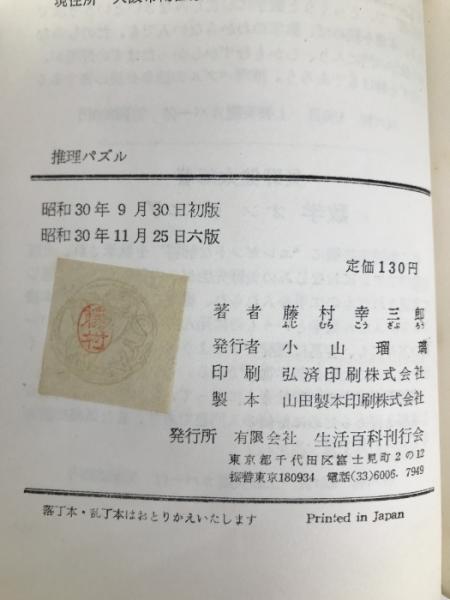 推理パズル
昭和30年9月30日初版
昭和30年11月25日六版
定価130円
著者 藤村幸三郎
ふじ むら こう ざぶ ろう
発行者 小山瑠璃
印刷 弘済印刷株式会社
製本 山田製本印刷株式会社
発行所 有限会社 生活百科刊行会
東京都千代田区富士見町2の12
振替東京180934 電話(33)6006.7949
落丁本・乱丁本はおとりかえいたします Printed in Japan
藤村